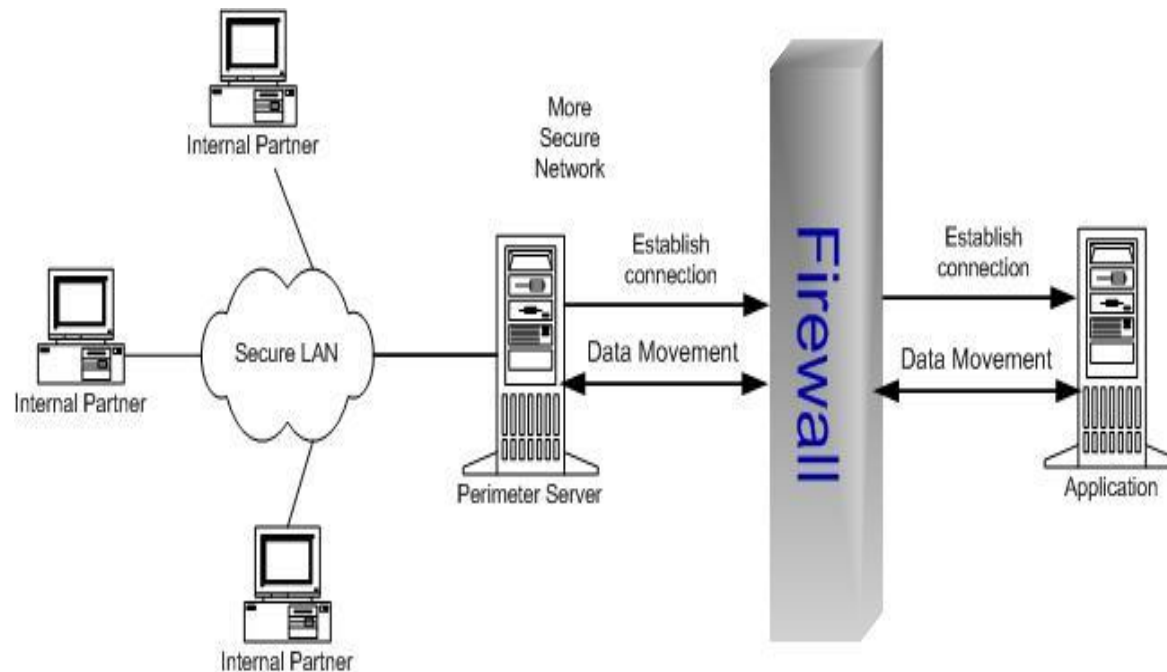 Internal Partner
More
Secure
Network
Establish
connection
Establish
connection
Firewall
Secure LAN
Data Movement
Data Movement
Internal Partner
Perimeter Server
Application
Internal Partner